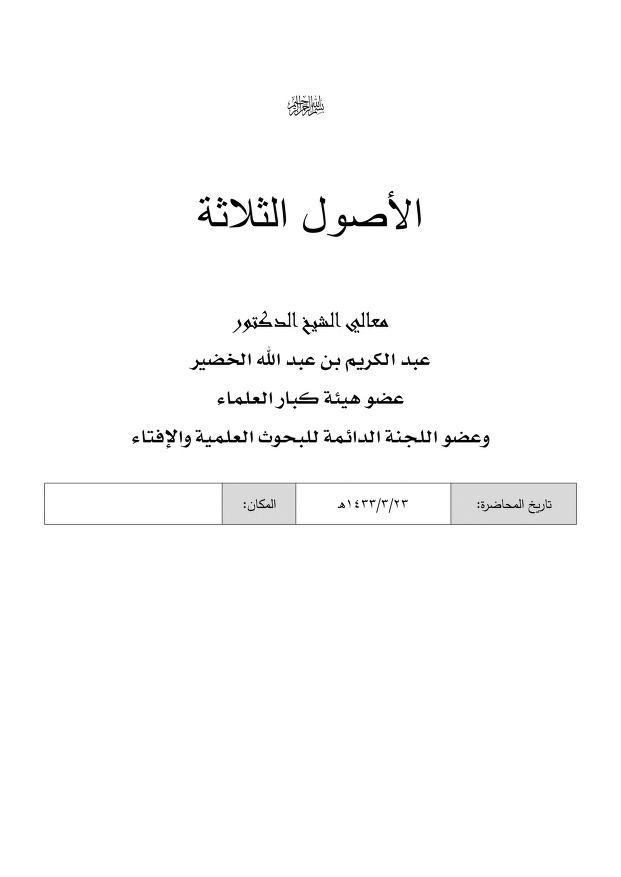 بسم الله الرحمن الرحيم
الأصول الثلاثة
معالي الشيخ الدكتور
عبد الكريم بن عبد الله الخضير
عضو هيئة كبار العلماء
وعضو اللجنة الدائمة للبحوث العلمية والإفتاء
تاريخ المحاضرة: ١٤٣٣/٣/٢٣هـ المكان: